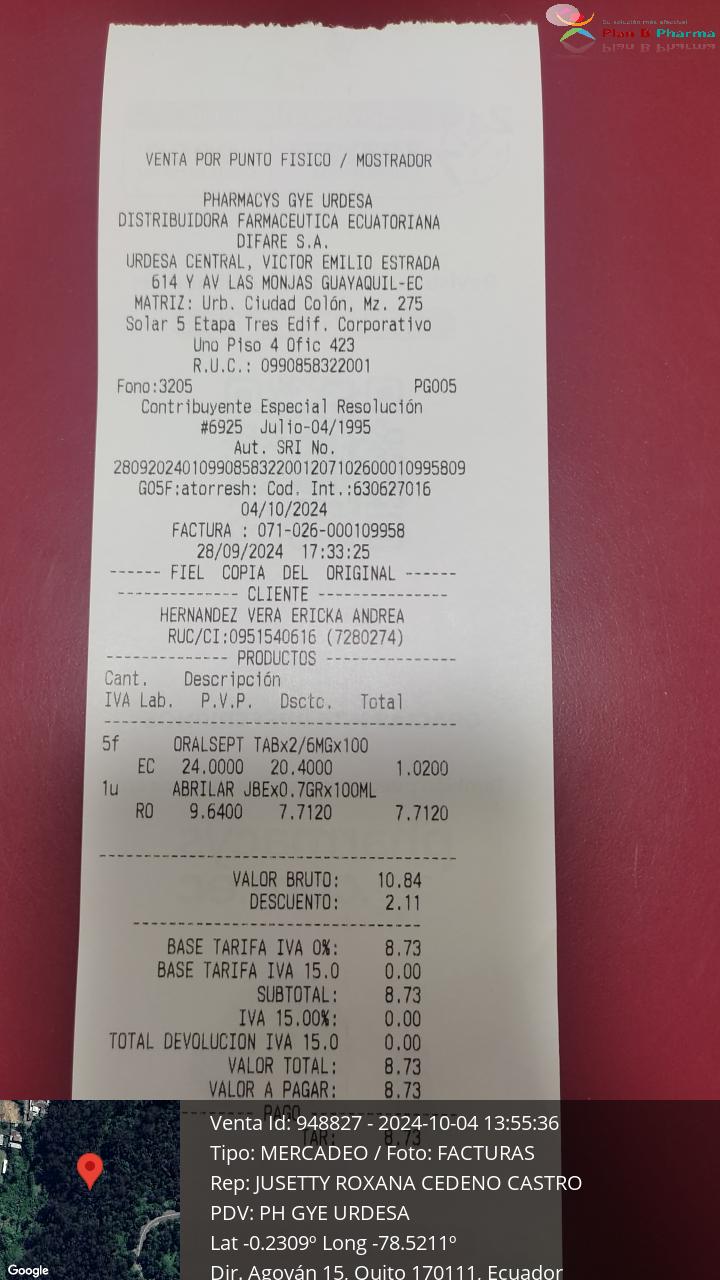 Su solución más efectiva!
Plan B Pharma
VENTA POR PUNTO FISICO / MOSTRADOR
PHARMACYS GYE URDESA
DISTRIBUIDORA FARMACEUTICA ECUATORIANA
DIFARE S.A.
URDESA CENTRAL, VICTOR EMILIO ESTRADA
614 Y AV LAS MONJAS GUAYAQUIL-EC
MATRIZ: Urb. Ciudad Colón, Mz. 275
Solar 5 Etapa Tres Edif. Corporativo
Uno Piso 4 Ofic 423
R.U.C.: 0990858322001
Fono:3205 PG005
Contribuyente Especial Resolución
#6925 Julio-04/1995
Aut. SRI No.
28092024010990858322001207102600010995809
G05F:atorresh: Cod. Int.:630627016
04/10/2024
FACTURA : 071-026-000109958
28/09/2024 17:33:25
------ FIEL COPIA DEL ORIGINAL ------
-------------- CLIENTE ---------------
HERNANDEZ VERA ERICKA ANDREA
RUC/CI:0951540616 (7280274)
-------------- PRODUCTOS ---------------
Cant. Descripción
IVA Lab. P.V.P. Dscto. Total
5f ORALSEPT TABx2/6MGx100
EC 24.0000 20.4000 1.0200
1u ABRILAR JBEx0.7GRx100ML
RO 9.6400 7.7120 7.7120
VALOR BRUTO: 10.84
DESCUENTO: 2.11
BASE TARIFA IVA 0%: 8.73
BASE TARIFA IVA 15.0 0.00
SUBTOTAL: 8.73
IVA 15.00%: 0.00
TOTAL DEVOLUCION IVA 15.0 0.00
VALOR TOTAL: 8.73
VALOR A PAGAR: 8.73
PAGO
TAR: 8.73
Venta Id: 948827 - 2024-10-04 13:55:36
Tipo: MERCADEO / Foto: FACTURAS
Rep: JUSETTY ROXANA CEDENO CASTRO
PDV: PH GYE URDESA
Lat -0.2309º Long -78.5211º
Dir. Agoyán 15, Quito 170111, Ecuador
Google